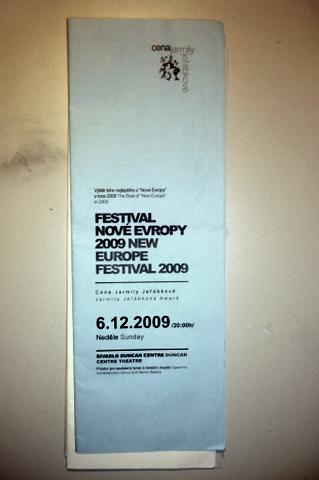 cenajarmily
jeřábkové
Výběr toho nejlepšího z "Nové Evropy"
v roce 2009 The Best of "New Europe"
in 2009
FESTIVAL
NOVÉ EVROPY
2009 NEW
EUROPE
FESTIVAL 2009
Cena Jarmily Jeřábkové
Jarmila Jeřábková Award
6.12.2009 /20:00h/
Neděle Sunday
DIVADLO DUNCAN CENTRE DUNCAN
CENTRE THEATRE
Prostor pro současný tanec a taneční divadlo Space for
contemporary dance and dance theatre